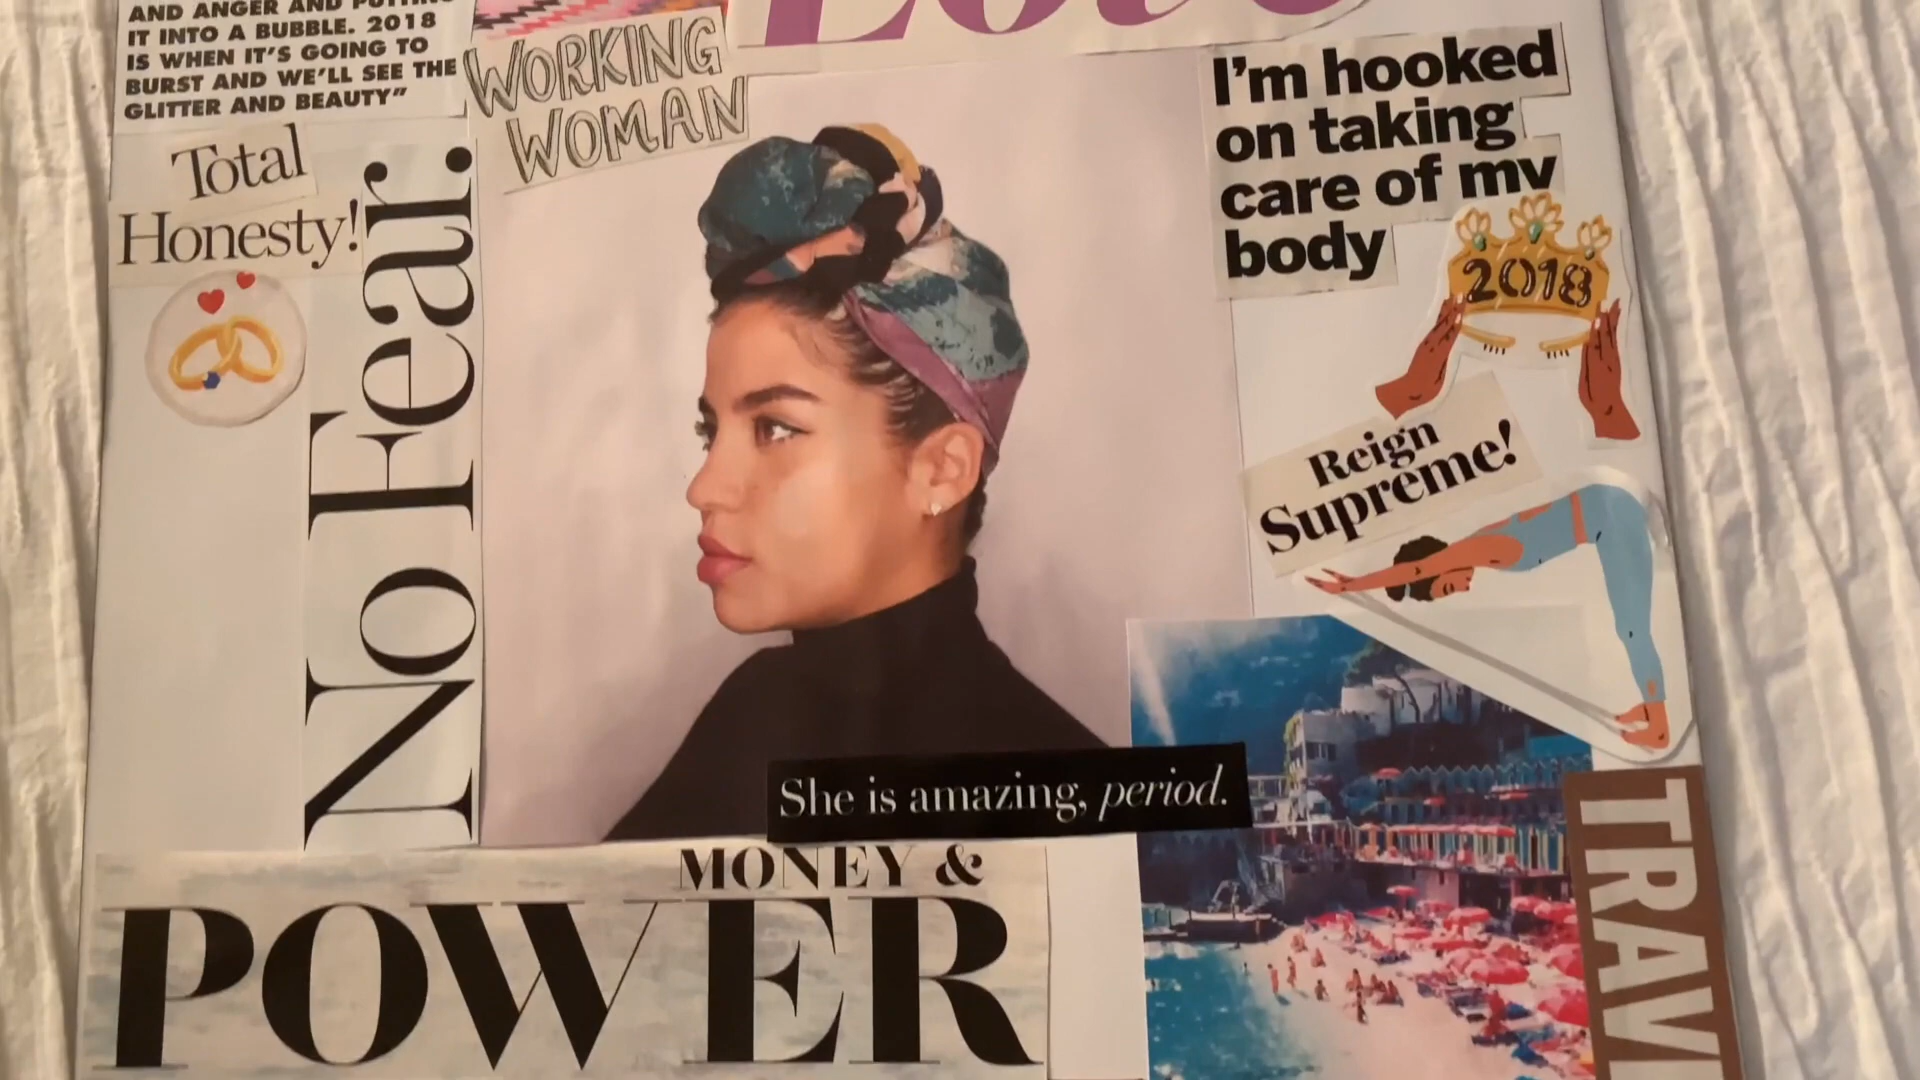 AND ANGER AND PUTTING
IT INTO A BUBBLE. 2018
IS WHEN IT'S GOING TO
BURST AND WE'LL SEE THE
GLITTER AND BEAUTY”
WORKING
WOMAN
Love
I'm hooked
on taking
care of my
body
Total
Honesty!
No Fear.
2018
Reign
Supreme!
She is amazing, period.
MONEY &
POWER
TRAV